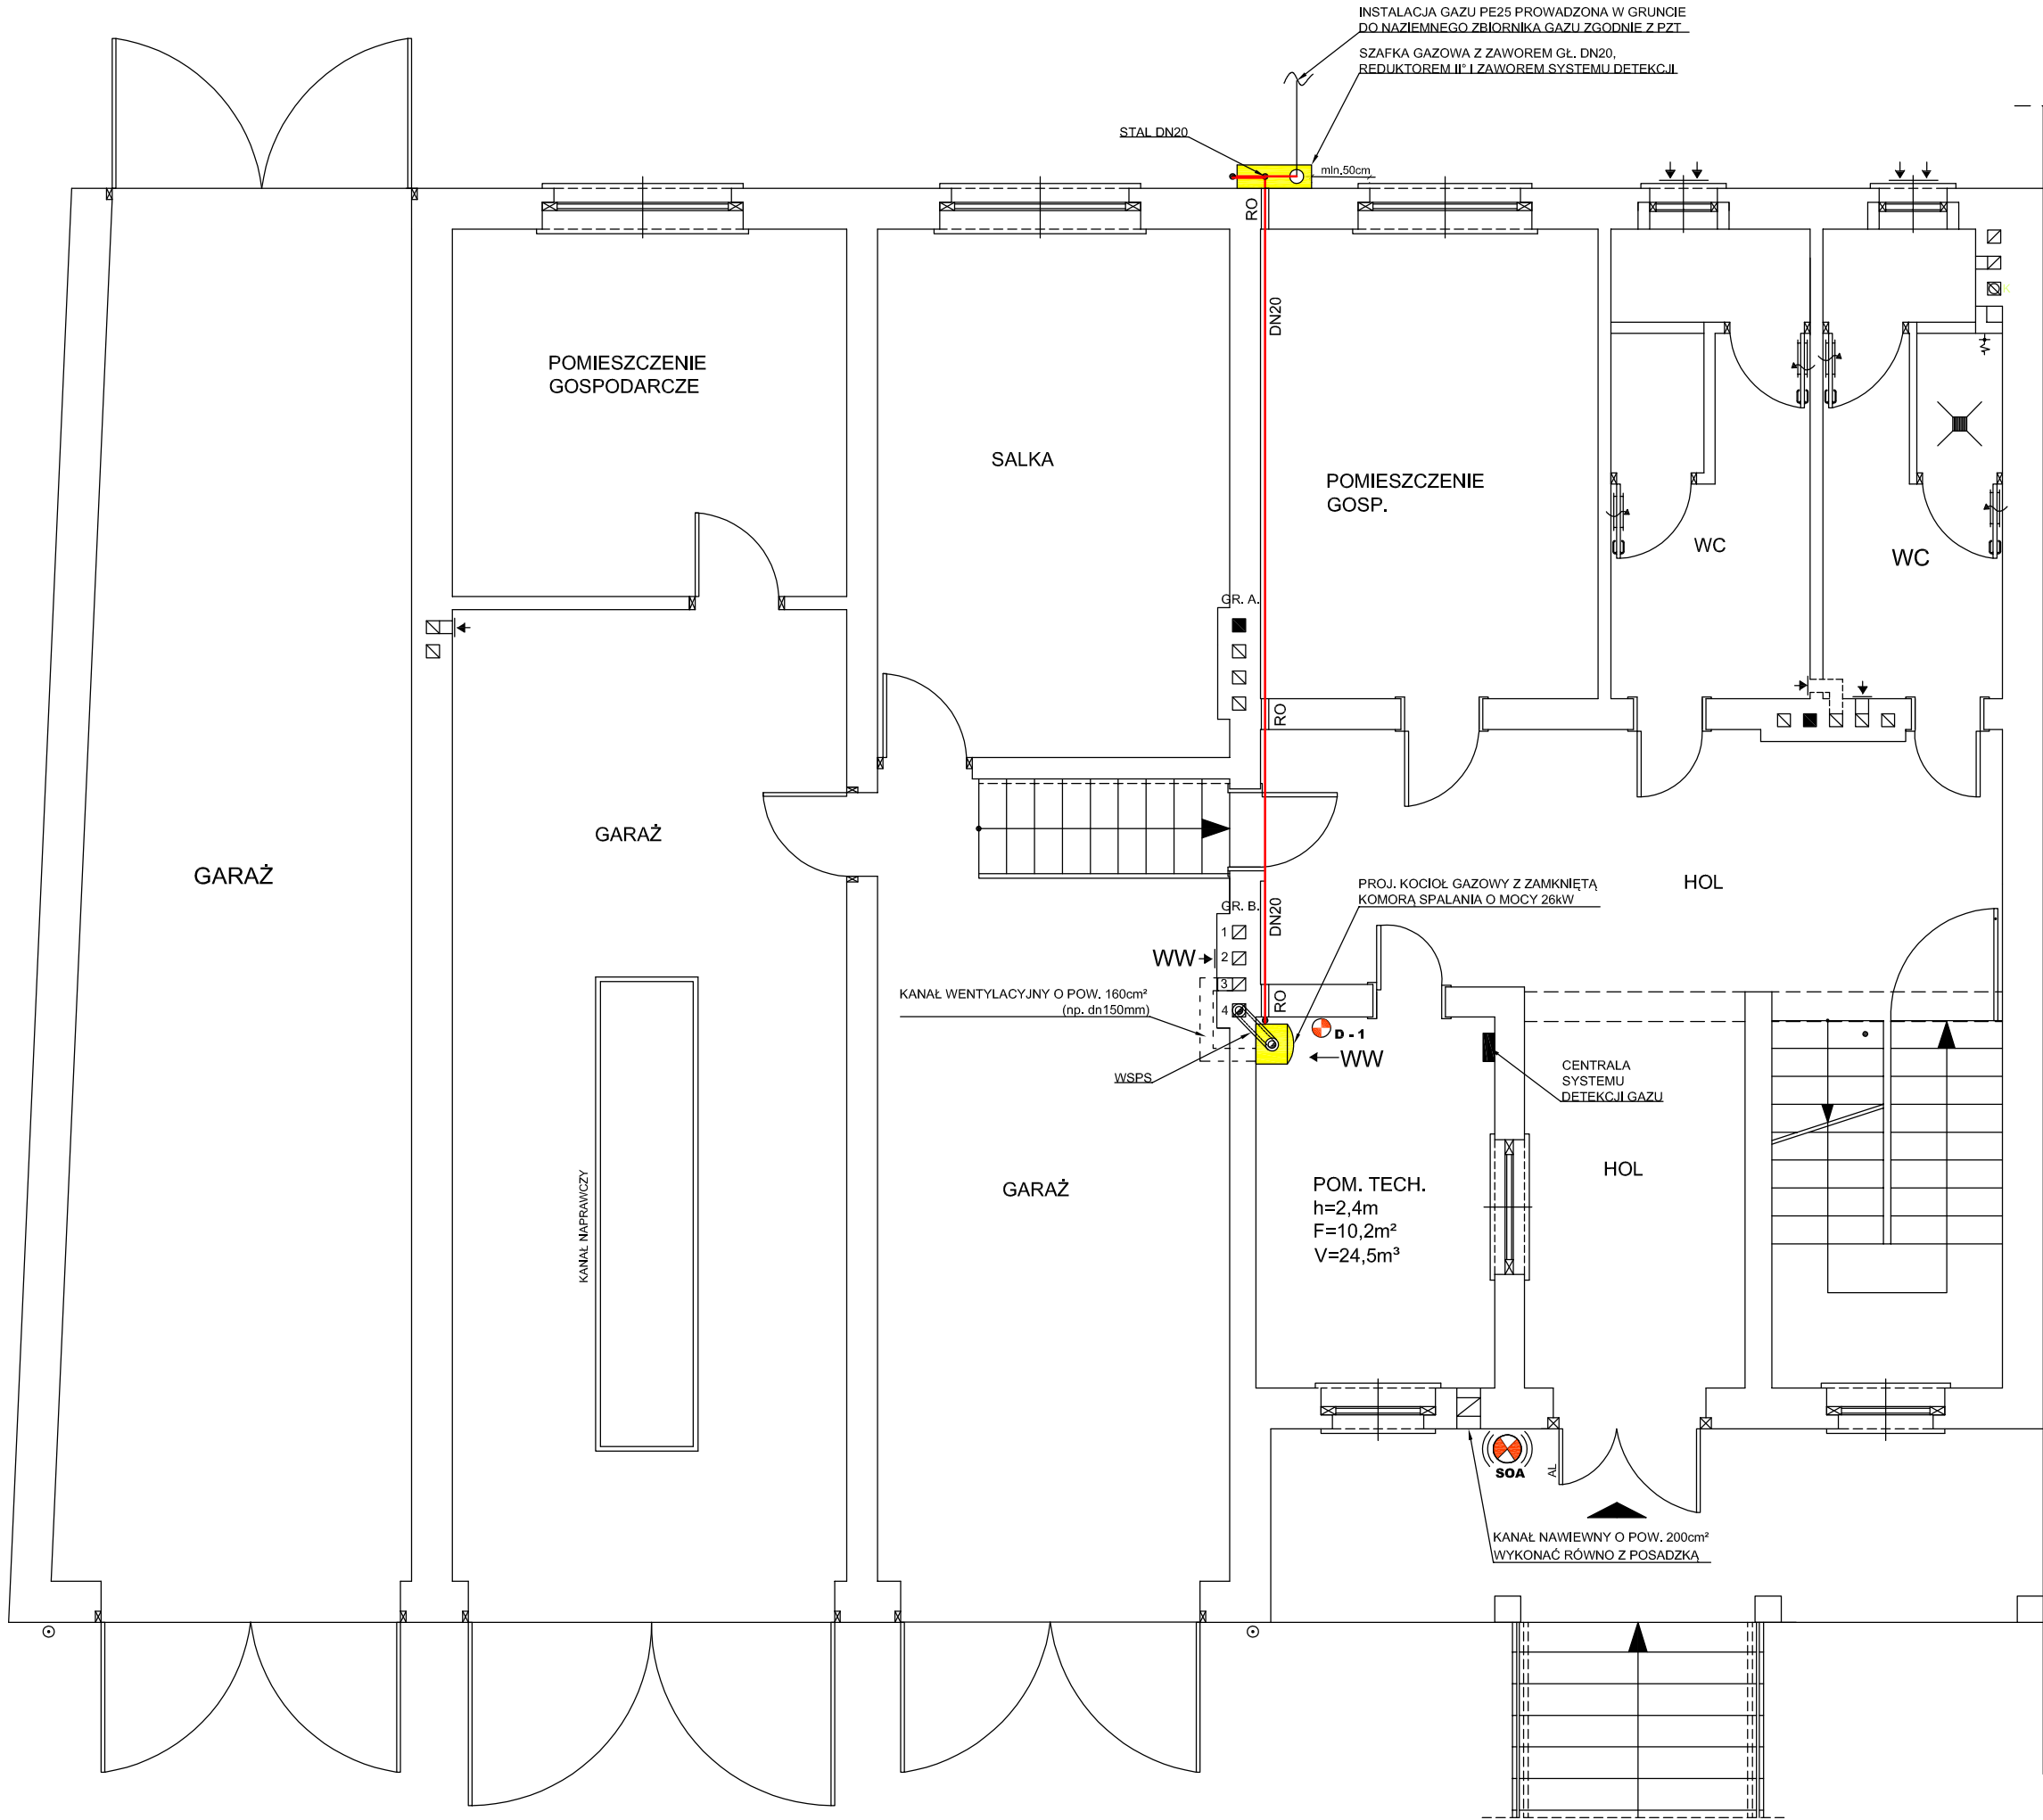 INSTALACJA GAZU PE25 PROWADZONA W GRUNCIE
DO NAZIEMNEGO ZBIORNIKA GAZU ZGODNIE Z PZT
SZAFKA GAZOWA Z ZAWOREM GŁ. DN20,
REDUKTOREM II° I ZAWOREM SYSTEMU DETEKCJI
STAL DN20
min.50cm
RO
DN20
K
POMIESZCZENIE
GOSPODARCZE
SALKA
POMIESZCZENIE
GOSP.
WC
WC
GR. A.
RO
GARAŻ
GARAŻ
HOL
PROJ. KOCIOŁ GAZOWY Z ZAMKNIĘTĄ
KOMORĄ SPALANIA O MOCY 26kW
GR. B.
DN20
1
WW
2
3
4
KANAŁ WENTYLACYJNY O POW. 160cm²
(np. dn150mm)
RO
D - 1
WW
WSPS
CENTRALA
SYSTEMU
DETEKCJI GAZU
KANAŁ NAPRAWCZY
GARAŻ
POM. TECH.
h=2,4m
F=10,2m²
V=24,5m³
HOL
SOA
AL
KANAŁ NAWIEWNY O POW. 200cm²
WYKONAĆ RÓWNO Z POSADZKĄ